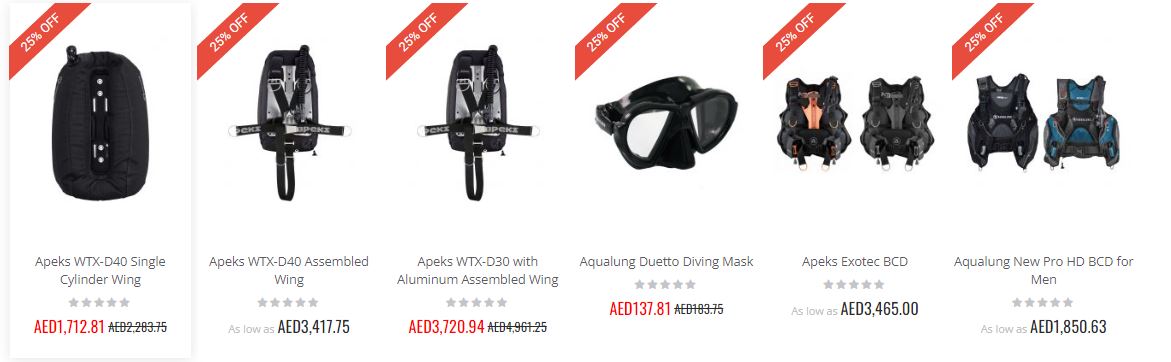 25% OFF
25% OFF
25% OFF
25% OFF
25% OFF
25% OFF
Apeks WTX-D40 Single
Cylinder Wing
AED1,712.81 AED2,283.75
Apeks WTX-D40 Assembled
Wing
As low as AED3,417.75
Apeks WTX-D30 with
Aluminum Assembled Wing
AED3,720.94 AED4,961.25
Aqualung Duetto Diving Mask
AED137.81 AED183.75
Apeks Exotec BCD
As low as AED3,465.00
Aqualung New Pro HD BCD for
Men
As low as AED1,850.63